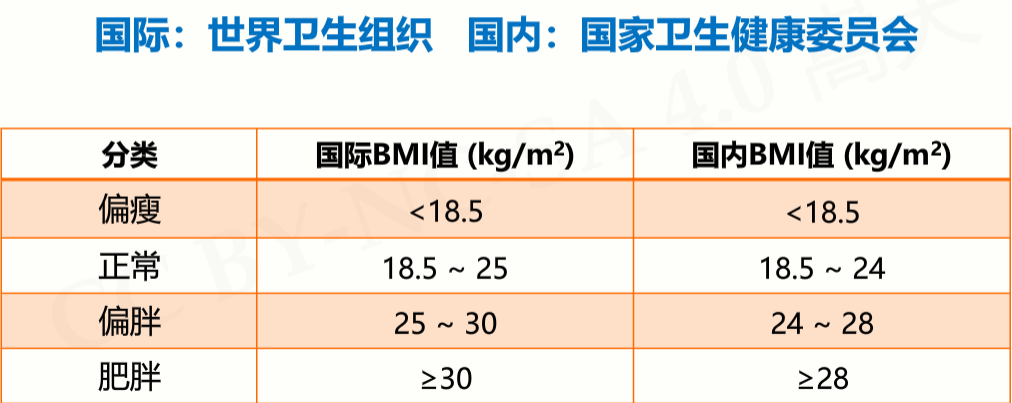 国际：世界卫生组织 国内：国家卫生健康委员会
分类 国际BMI值 (kg/m²) 国内BMI值 (kg/m²)
偏瘦 <18.5 <18.5
正常 18.5 ~ 25 18.5 ~ 24
偏胖 25 ~ 30 24 ~ 28
肥胖 ≥30 ≥28
CC BY-NC-SA 4.0 嵩天